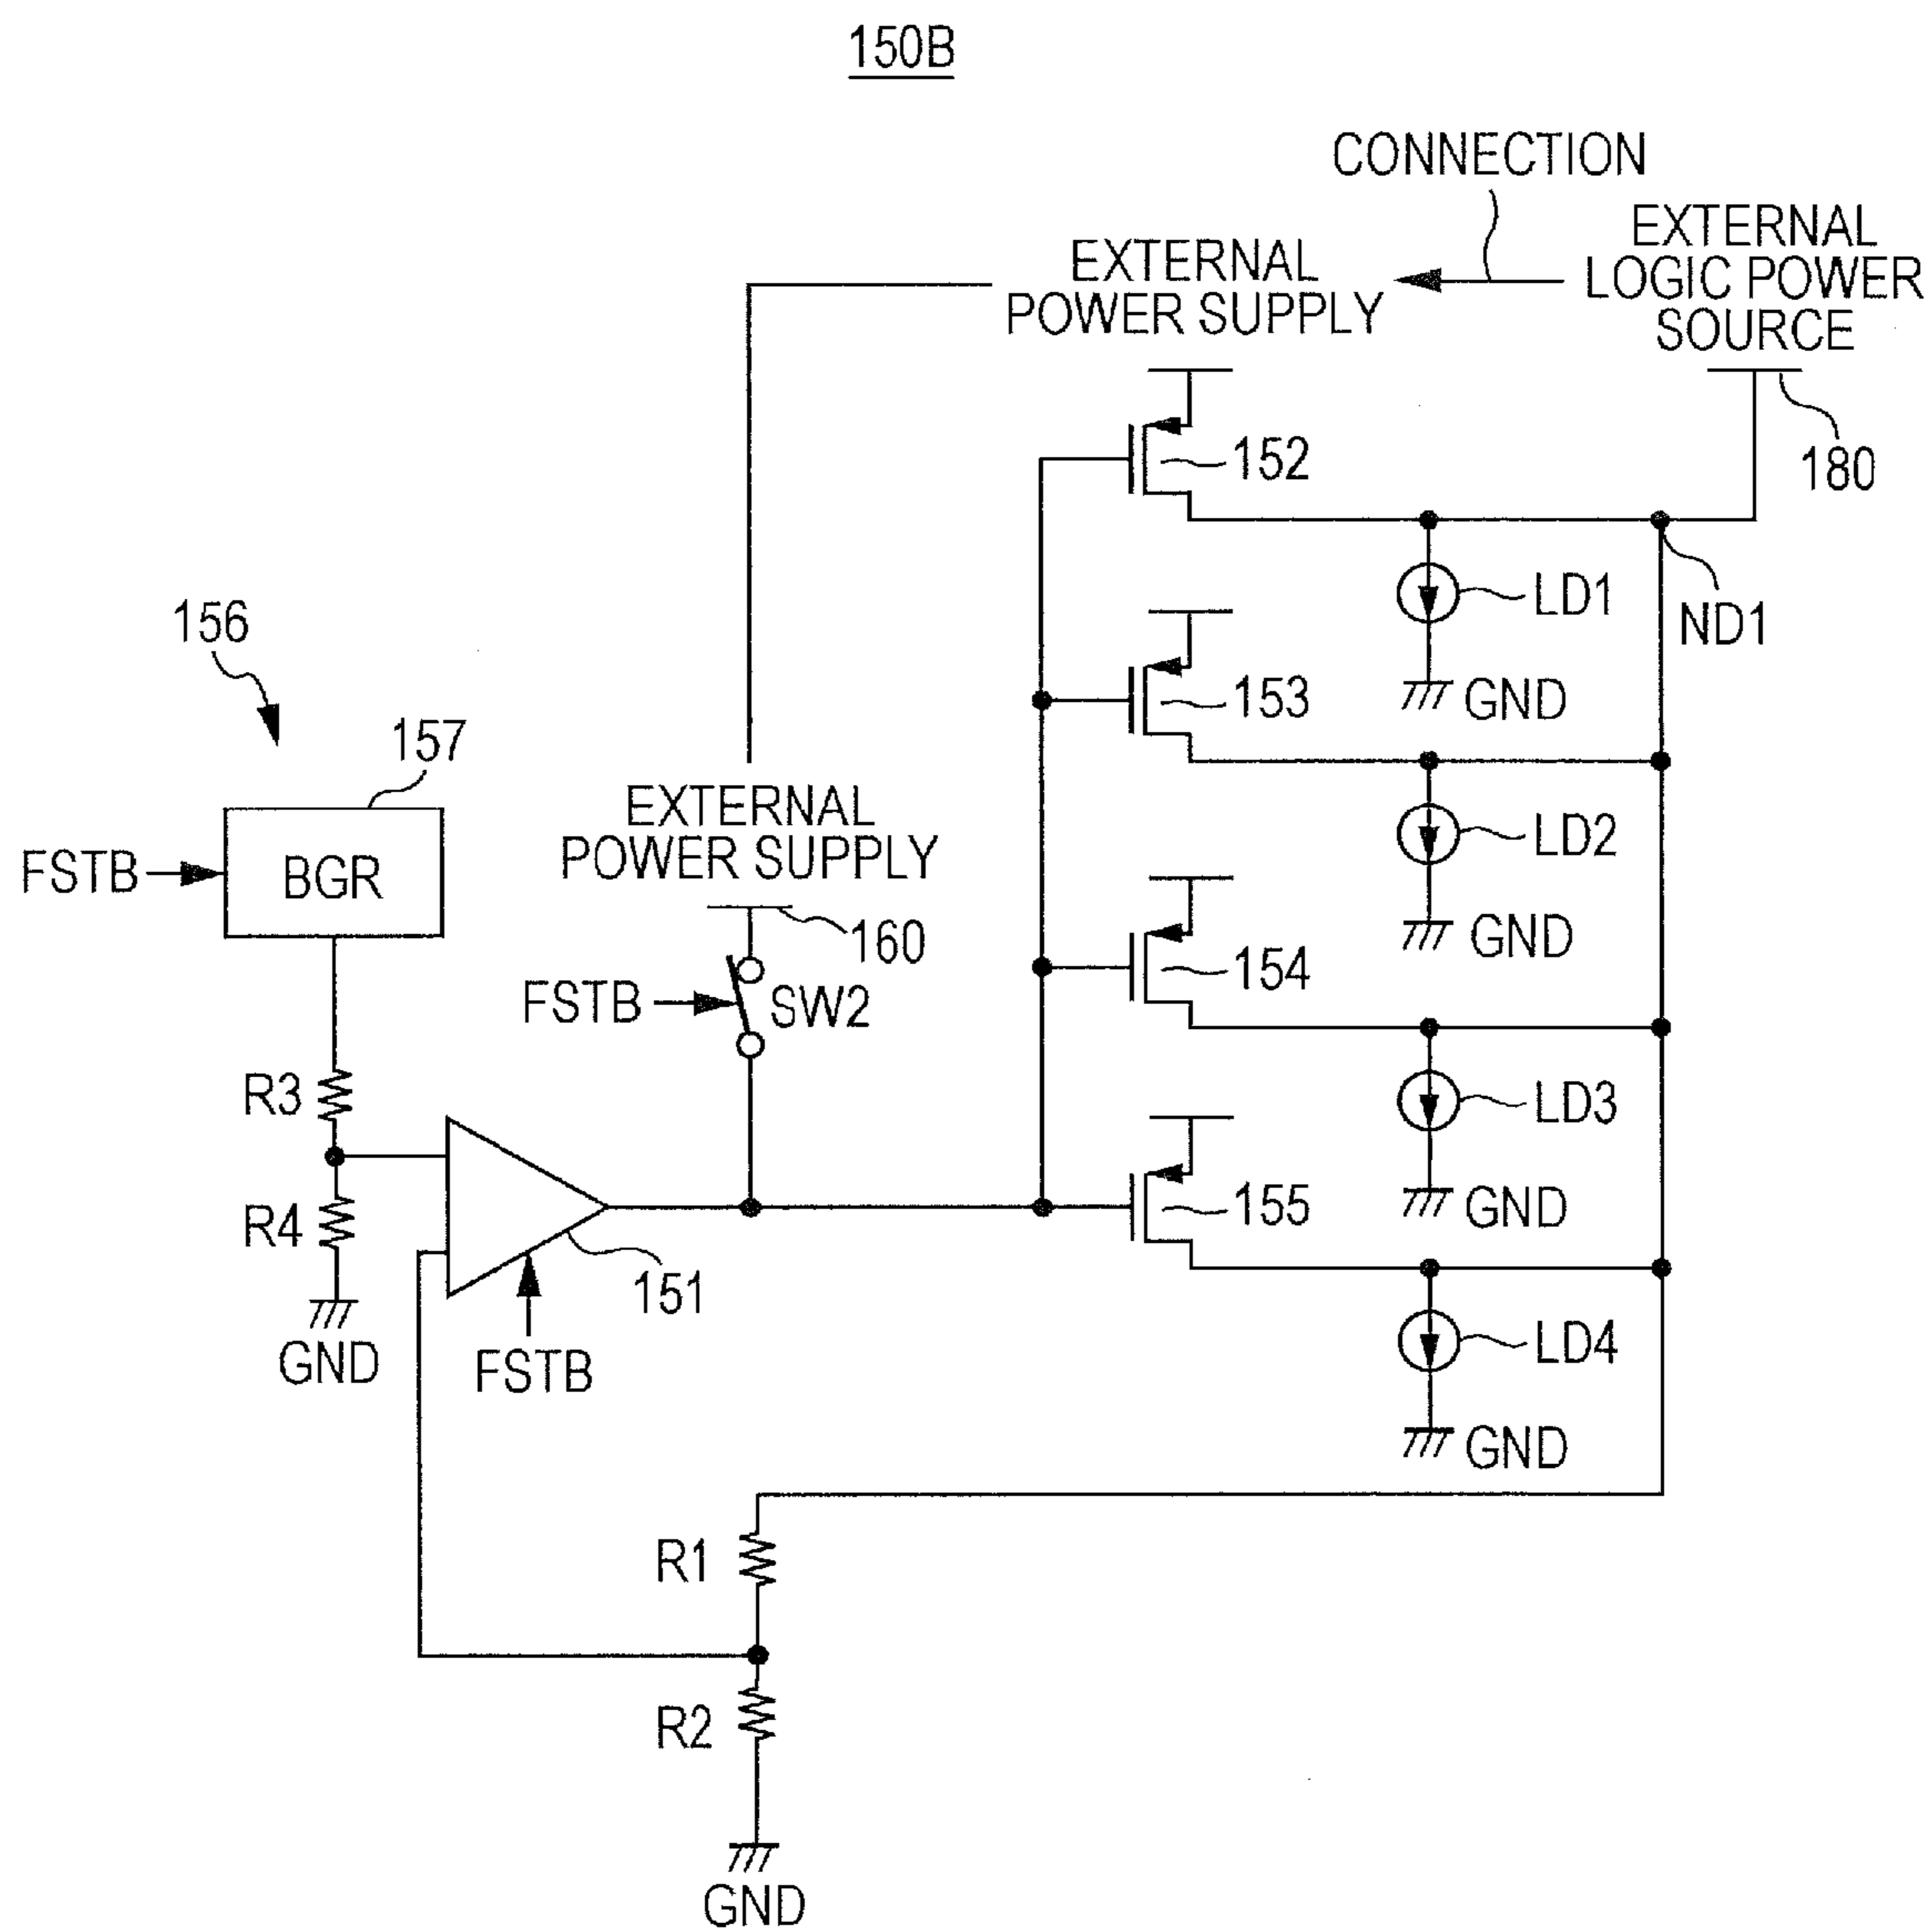 150B
CONNECTION
EXTERNAL
POWER SUPPLY
EXTERNAL
LOGIC POWER
SOURCE
152
180
LD1
ND1
GND
156
157
153
EXTERNAL
POWER SUPPLY
LD2
FSTB
BGR
160
GND
154
FSTB
SW2
R3
LD3
R4
155
GND
151
GND
FSTB
LD4
GND
R1
R2
GND